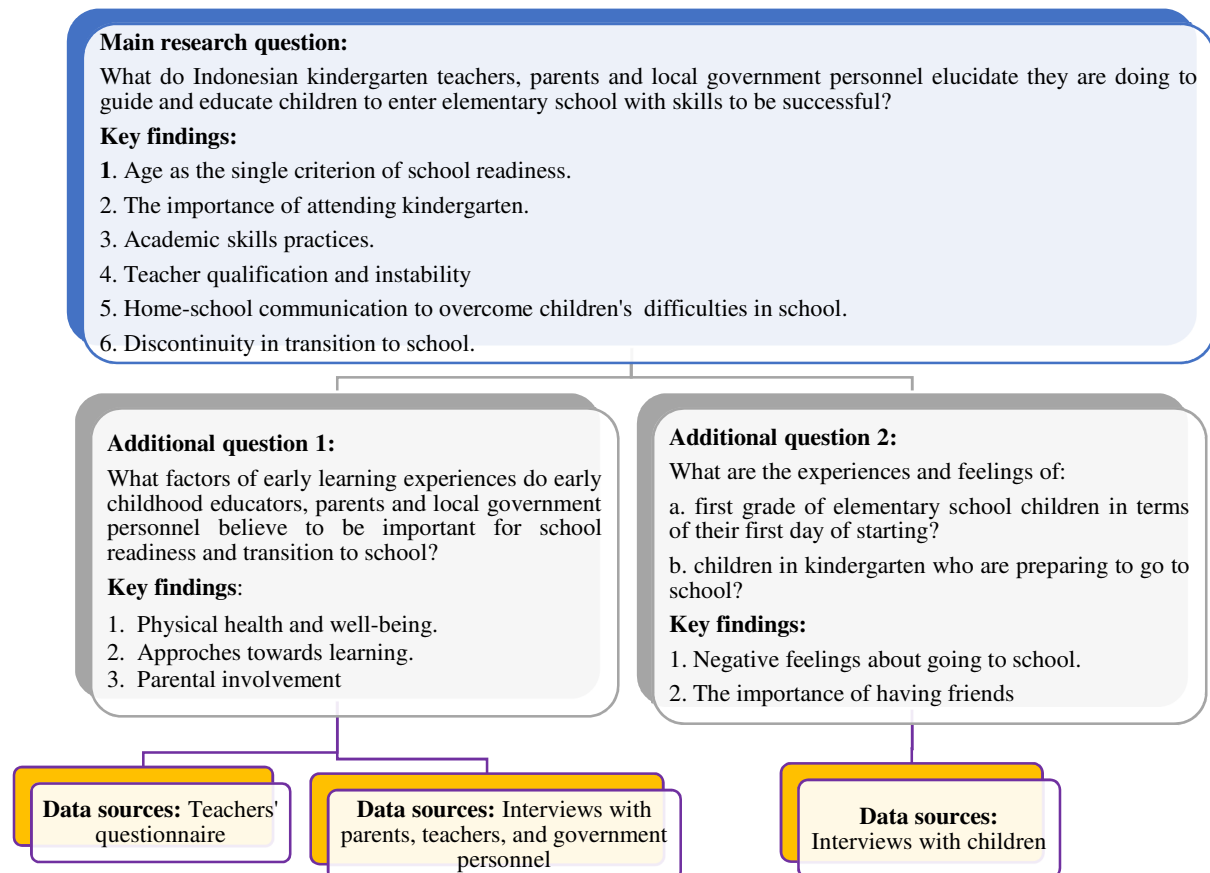 Main research question:
What do Indonesian kindergarten teachers, parents and local government personnel elucidate they are doing to
guide and educate children to enter elementary school with skills to be successful?
Key findings:
1. Age as the single criterion of school readiness.
2. The importance of attending kindergarten.
3. Academic skills practices.
4. Teacher qualification and instability
5. Home-school communication to overcome children's difficulties in school.
6. Discontinuity in transition to school.
Additional question 1:
What factors of early learning experiences do early
childhood educators, parents and local government
personnel believe to be important for school
readiness and transition to school?
Key findings:
1. Physical health and well-being.
2. Approches towards learning.
3. Parental involvement
Additional question 2:
What are the experiences and feelings of:
a. first grade of elementary school children in terms
of their first day of starting?
b. children in kindergarten who are preparing to go to
school?
Key findings:
1. Negative feelings about going to school.
2. The importance of having friends
Data sources: Teachers'
questionnaire
Data sources: Interviews with
parents, teachers, and government
personnel
Data sources:
Interviews with children